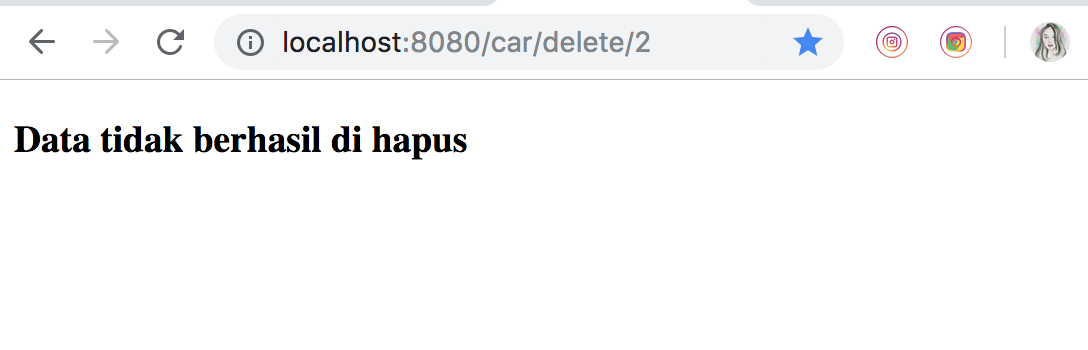 localhost:8080/car/delete/2
Data tidak berhasil di hapus